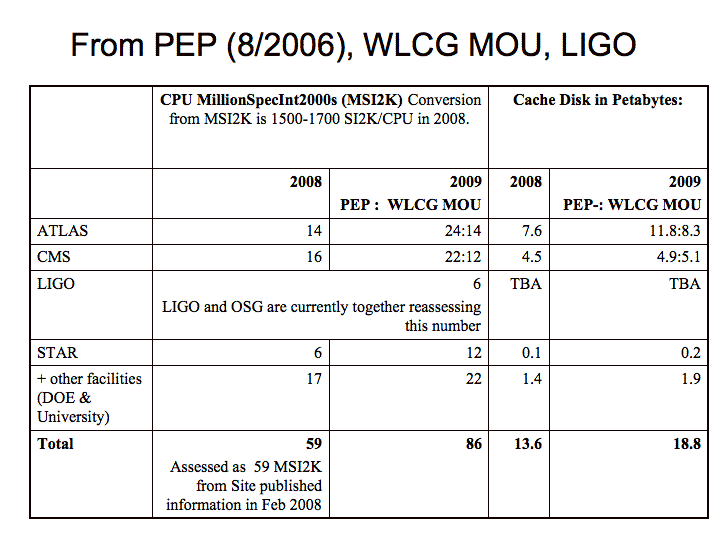 From PEP (8/2006), WLCG MOU, LIGO
CPU MillionSpecInt2000s (MSI2K) Conversion
from MSI2K is 1500-1700 SI2K/CPU in 2008.
Cache Disk in Petabytes:
2008
2009
PEP : WLCG MOU
2008
2009
PEP-: WLCG MOU
ATLAS 14 24:14 7.6 11.8:8.3
CMS 16 22:12 4.5 4.9:5.1
LIGO 6 TBA TBA
LIGO and OSG are currently together reassessing
this number
STAR 6 12 0.1 0.2
+ other facilities 17 22 1.4 1.9
(DOE &
University)
Total 59 86 13.6 18.8
Assessed as 59 MSI2K
from Site published
information in Feb 2008